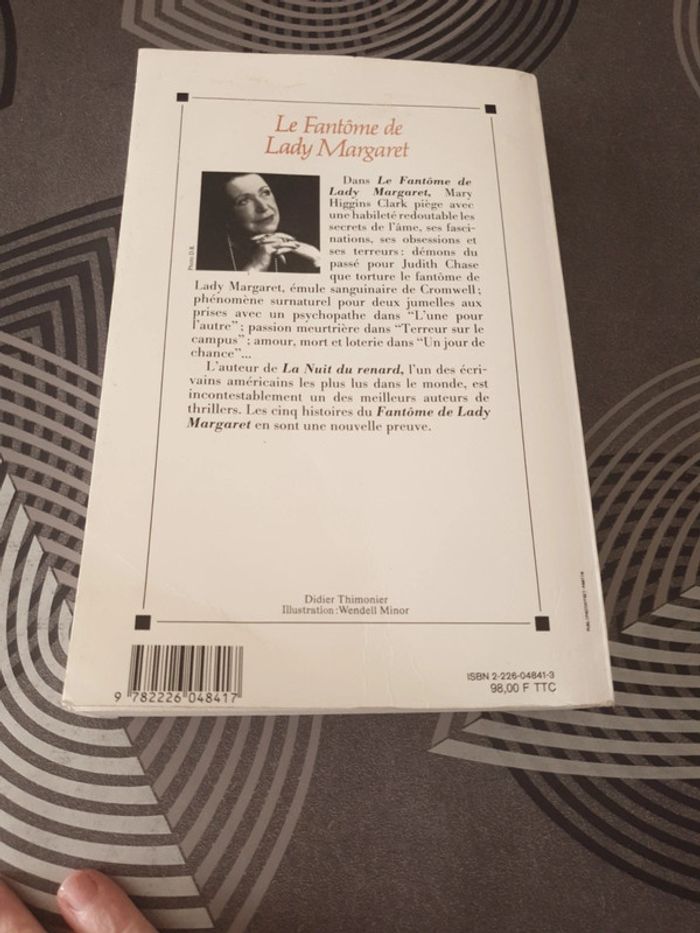 Le Fantôme de
Lady Margaret
Photo D.R.
Dans Le Fantôme de
Lady Margaret, Mary
Higgins Clark piège avec
une habileté redoutable les
secrets de l'âme, ses fasci-
nations, ses obsessions et
ses terreurs : démons du
passé pour Judith Chase
que torture le fantôme de
Lady Margaret, émule sanguinaire de Cromwell ;
phénomène surnaturel pour deux jumelles aux
prises avec un psychopathe dans "L'une pour
l'autre" ; passion meurtrière dans "Terreur sur le
campus" ; amour, mort et loterie dans "Un jour de
chance"...
L'auteur de La Nuit du renard, l'un des écri-
vains américains les plus lus dans le monde, est
incontestablement un des meilleurs auteurs de
thrillers. Les cinq histoires du Fantôme de Lady
Margaret en sont une nouvelle preuve.
Didier Thimonier
Illustration : Wendell Minor
9 782226 048417
ISBN 2-226-04841-3
98,00 F TTC